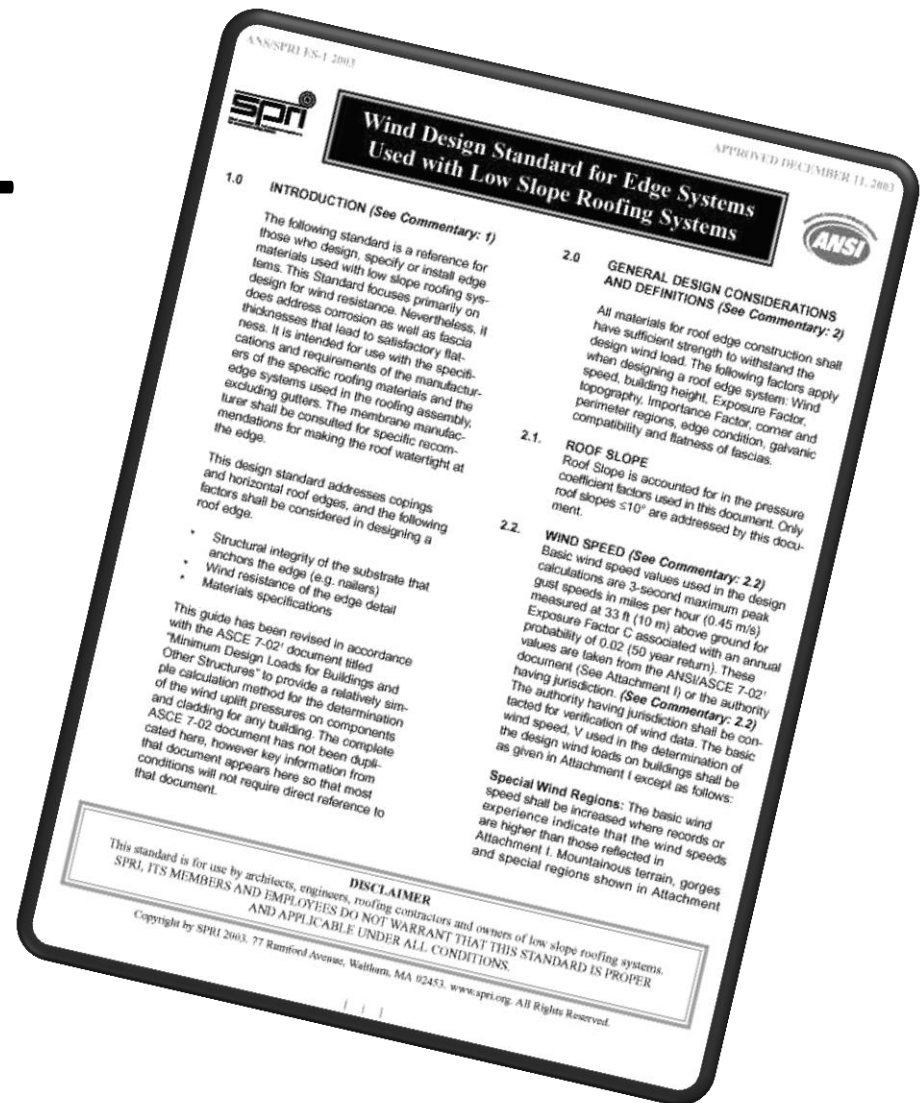 ANS/SPRI ES-1 2003
APPROVED DECEMBER 11, 2003
spri
Wind Design Standard for Edge Systems
Used with Low Slope Roofing Systems
ANSI
1.0 INTRODUCTION (See Commentary: 1)
The following standard is a reference for
those who design, specify or install edge
materials used with low slope roofing sys-
tems. This Standard focuses primarily on
design for wind resistance. Nevertheless, it
does address corrosion as well as fascia
thicknesses that lead to satisfactory flat-
ness. It is intended for use with the specifi-
cations and requirements of the manufactur-
ers of the specific roofing materials and the
edge systems used in the roofing assembly,
excluding gutters. The membrane manufac-
turer shall be consulted for specific recom-
mendations for making the roof watertight at
the edge.
This design standard addresses copings
and horizontal roof edges, and the following
factors shall be considered in designing a
roof edge.
• Structural integrity of the substrate that
anchors the edge (e.g. nailers)
• Wind resistance of the edge detail
• Materials specifications
This guide has been revised in accordance
with the ASCE 7-02¹ document titled
"Minimum Design Loads for Buildings and
Other Structures" to provide a relatively sim-
ple calculation method for the determination
of the wind uplift pressures on components
and cladding for any building. The complete
ASCE 7-02 document has not been dupli-
cated here, however key information from
that document appears here so that most
conditions will not require direct reference to
that document.
2.0 GENERAL DESIGN CONSIDERATIONS
AND DEFINITIONS (See Commentary: 2)
All materials for roof edge construction shall
have sufficient strength to withstand the
design wind load. The following factors apply
when designing a roof edge system: Wind
speed, building height, Exposure Factor,
topography, Importance Factor, corner and
perimeter regions, edge condition, galvanic
compatibility and flatness of fascias.
2.1. ROOF SLOPE
Roof Slope is accounted for in the pressure
coefficient factors used in this document. Only
roof slopes ≤10° are addressed by this docu-
ment.
2.2. WIND SPEED (See Commentary: 2.2)
Basic wind speed values used in the design
calculations are 3-second maximum peak
gust speeds in miles per hour (0.45 m/s)
measured at 33 ft (10 m) above ground for
Exposure Factor C associated with an annual
probability of 0.02 (50 year return). These
values are taken from the ANSI/ASCE 7-02¹
document (See Attachment I) or the authority
having jurisdiction. (See Commentary: 2.2)
The authority having jurisdiction shall be con-
tacted for verification of wind data. The basic
wind speed, V used in the determination of
the design wind loads on buildings shall be
as given in Attachment I except as follows:
Special Wind Regions: The basic wind
speed shall be increased where records or
experience indicate that the wind speeds
are higher than those reflected in
Attachment I. Mountainous terrain, gorges
and special regions shown in Attachment
DISCLAIMER
This standard is for use by architects, engineers, roofing contractors and owners of low slope roofing systems.
SPRI, ITS MEMBERS AND EMPLOYEES DO NOT WARRANT THAT THIS STANDARD IS PROPER
AND APPLICABLE UNDER ALL CONDITIONS.
Copyright by SPRI 2003. 77 Rumford Avenue, Waltham, MA 02453. www.spri.org. All Rights Reserved.